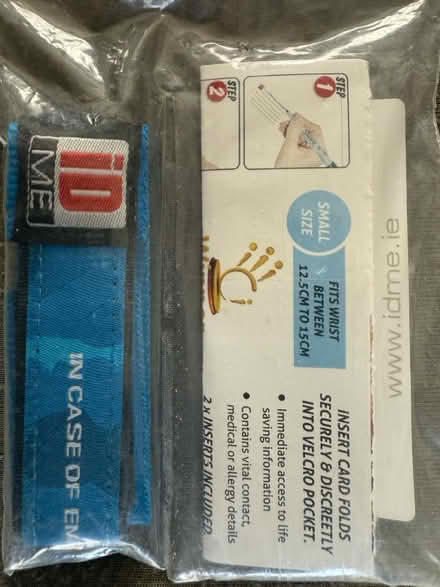 iD
ME
IN CASE OF EM
STEP
1
STEP
2
SMALL
SIZE
FITS WRIST
BETWEEN
12.5CM TO 15CM
INSERT CARD FOLDS
SECURELY & DISCREETLY
INTO VELCRO POCKET.
• Immediate access to life
saving information
• Contains vital contact,
medical or allergy details
2 x INSERTS INCLUDED
www.idme.ie